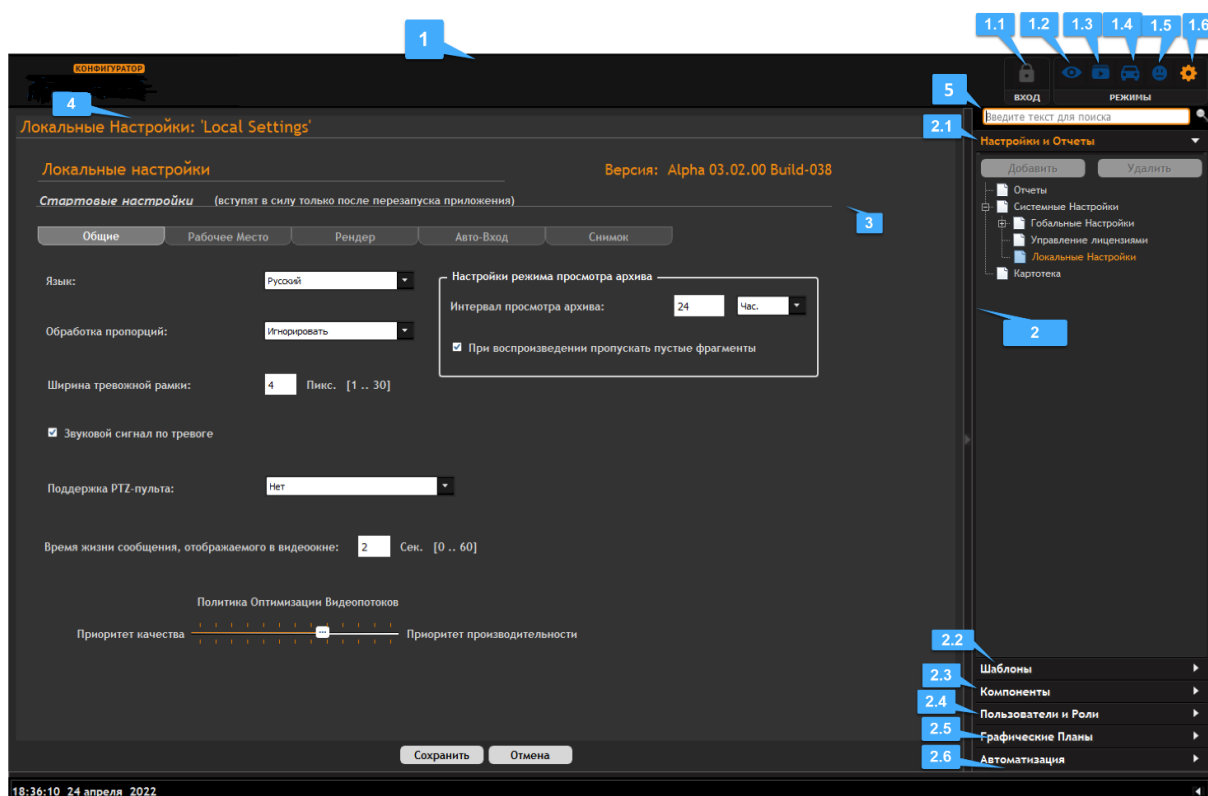 1.1 1.2 1.3 1.4 1.5 1.6
1
КОНФИГУРАТОР
ВХОД РЕЖИМЫ
4
5
Введите текст для поиска
Локальные Настройки: 'Local Settings'
2.1
Настройки и Отчеты
Локальные настройки Версия: Alpha 03.02.00 Build-038
Добавить Удалить
Стартовые настройки (вступят в силу только после перезапуска приложения)
3
Отчеты
Системные Настройки
Гобальные Настройки
Управление лицензиями
Локальные Настройки
Картотека
2
Общие Рабочее Место Рендер Авто-Вход Снимок
Язык: Русский
Настройки режима просмотра архива
Интервал просмотра архива: 24 Час.
Обработка пропорций: Игнорировать
При воспроизведении пропускать пустые фрагменты
Ширина тревожной рамки: 4 Пикс. [1 .. 30]
Звуковой сигнал по тревоге
Поддержка PTZ-пульта: Нет
Время жизни сообщения, отображаемого в видеоокне: 2 Сек. [0 .. 60]
Политика Оптимизации Видеопотоков
Приоритет качества Приоритет производительности
2.2
Шаблоны
2.3
Компоненты
2.4
Пользователи и Роли
2.5
Графические Планы
2.6
Автоматизация
Сохранить Отмена
18:36:10 24 апреля 2022